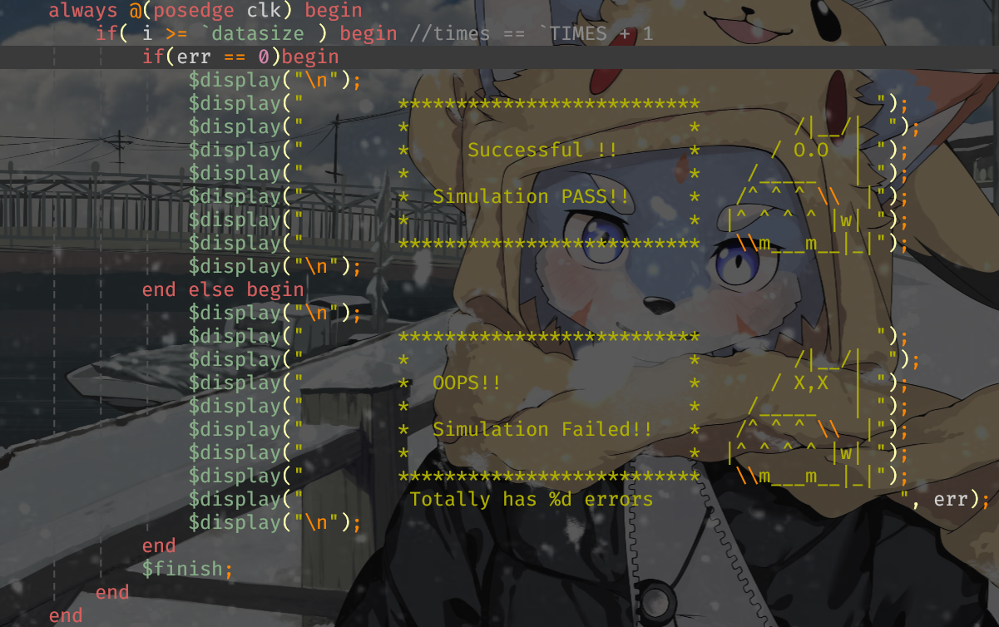 always @(posedge clk) begin
    if( i >= `datasize ) begin //times == `TIMES + 1
        if(err == 0)begin
            $display("\n");
            $display("        **************************               ");
            $display("        *                        *        /|__/|  ");
            $display("        *     Successful !!      *      / O.O  | ");
            $display("        *                        *    /_____   | ");
            $display("        *  Simulation PASS!!     *   /^ ^ ^ \\  |");
            $display("        *                        *  |^ ^ ^ ^ |w| ");
            $display("        **************************   \\m___m__|_|");
            $display("\n");
        end else begin
            $display("\n");
            $display("        **************************               ");
            $display("        *                        *        /|__/|  ");
            $display("        *  OOPS!!                *      / X,X  | ");
            $display("        *                        *    /_____   | ");
            $display("        *  Simulation Failed!!   *   /^ ^ ^ \\  |");
            $display("        *                        *  |^ ^ ^ ^ |w| ");
            $display("        **************************   \\m___m__|_|");
            $display("         Totally has %d errors                     ", err);
            $display("\n");
        end
        $finish;
    end
end